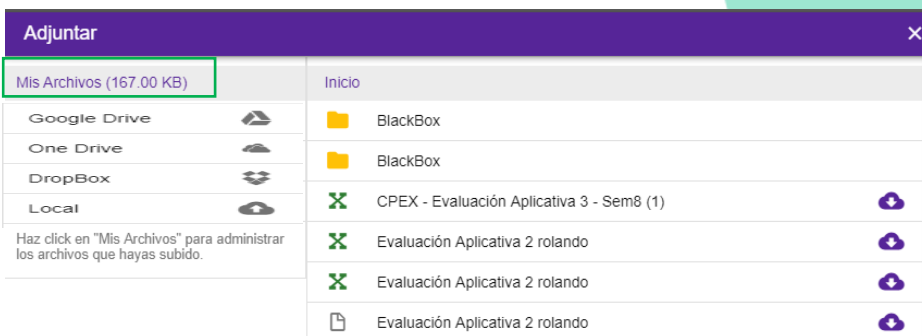 Adjuntar
Mis Archivos (167.00 KB)
Google Drive
One Drive
DropBox
Local
Haz click en "Mis Archivos" para administrar
los archivos que hayas subido.
Inicio
BlackBox
BlackBox
CPEX - Evaluación Aplicativa 3 - Sem8 (1)
Evaluación Aplicativa 2 rolando
Evaluación Aplicativa 2 rolando
Evaluación Aplicativa 2 rolando